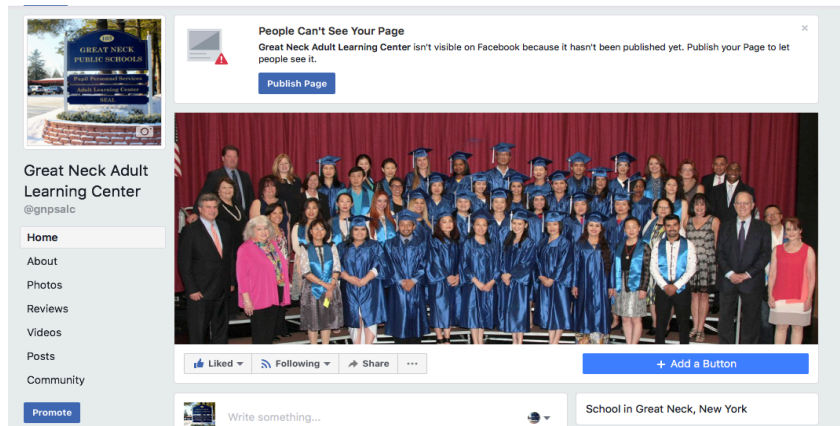 105
GREAT NECK
PUBLIC SCHOOLS
Pupil Personnel Services
Adult Learning Center
SEAL
Great Neck Adult
Learning Center
@gnpsalc
Home
About
Photos
Reviews
Videos
Posts
Community
Promote
People Can't See Your Page
Great Neck Adult Learning Center isn't visible on Facebook because it hasn't been published yet. Publish your Page to let
people see it.
Publish Page
Liked
Following
Share
+ Add a Button
Write something...
School in Great Neck, New York